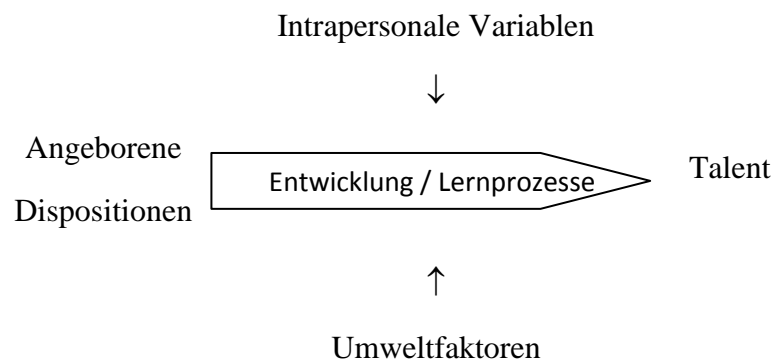 Intrapersonale Variablen
↓
Angeborene
Dispositionen
Entwicklung / Lernprozesse
Talent
↑
Umweltfaktoren